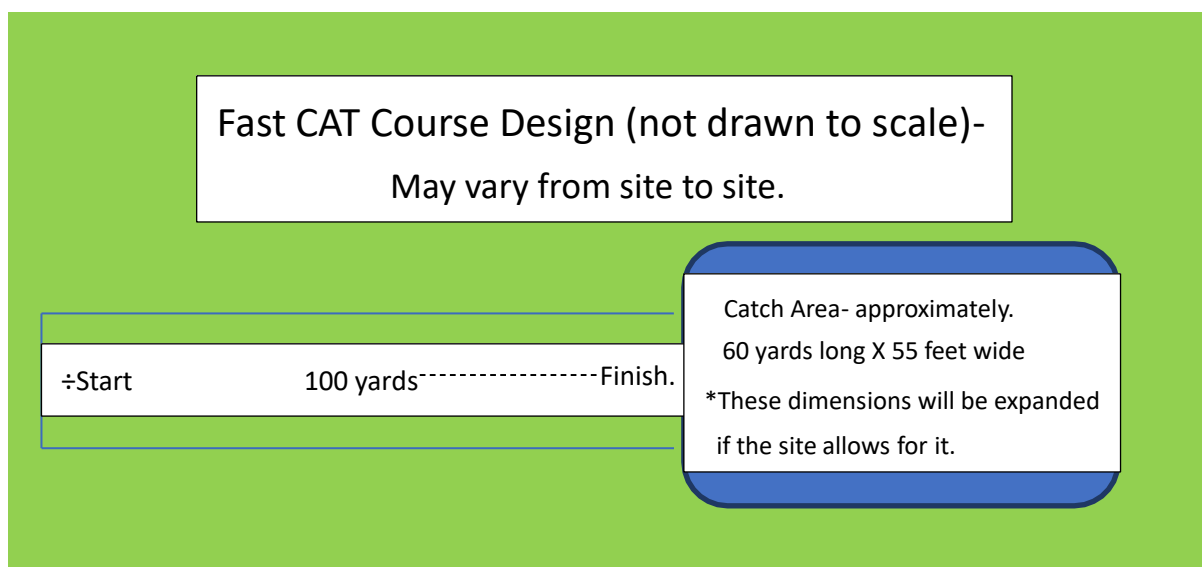 Fast CAT Course Design (not drawn to scale)-
May vary from site to site.
÷Start 100 yards------------------Finish.
Catch Area- approximately.
60 yards long X 55 feet wide
*These dimensions will be expanded
if the site allows for it.